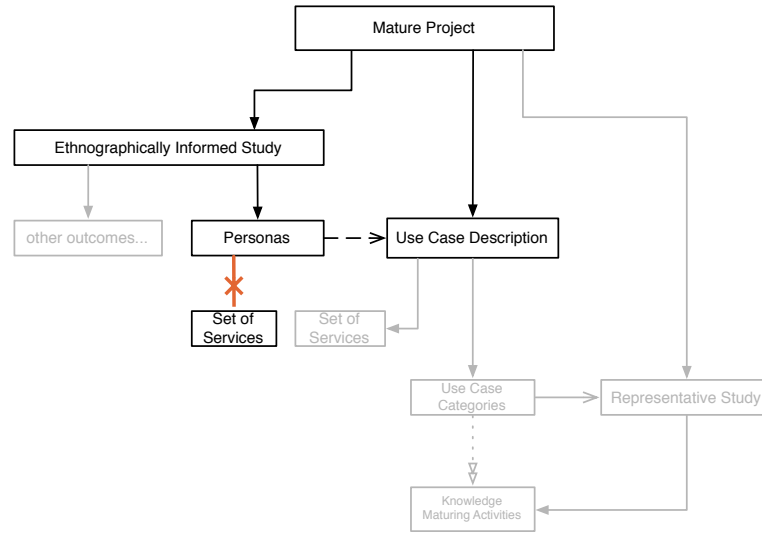 Mature Project
Ethnographically Informed Study
other outcomes...
Personas
Use Case Description
Set of
Services
Set of
Services
Use Case
Categories
Representative Study
Knowledge
Maturing Activities